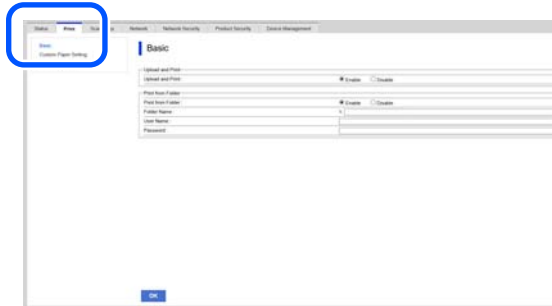 Status Print Network Network Security Product Security Device Management
Basic
Custom Paper Setting
Basic
Upload and Print
Upload and Print Enable Disable
Print from Folder
Print from Folder Enable Disable
Folder Name
User Name
Password
OK